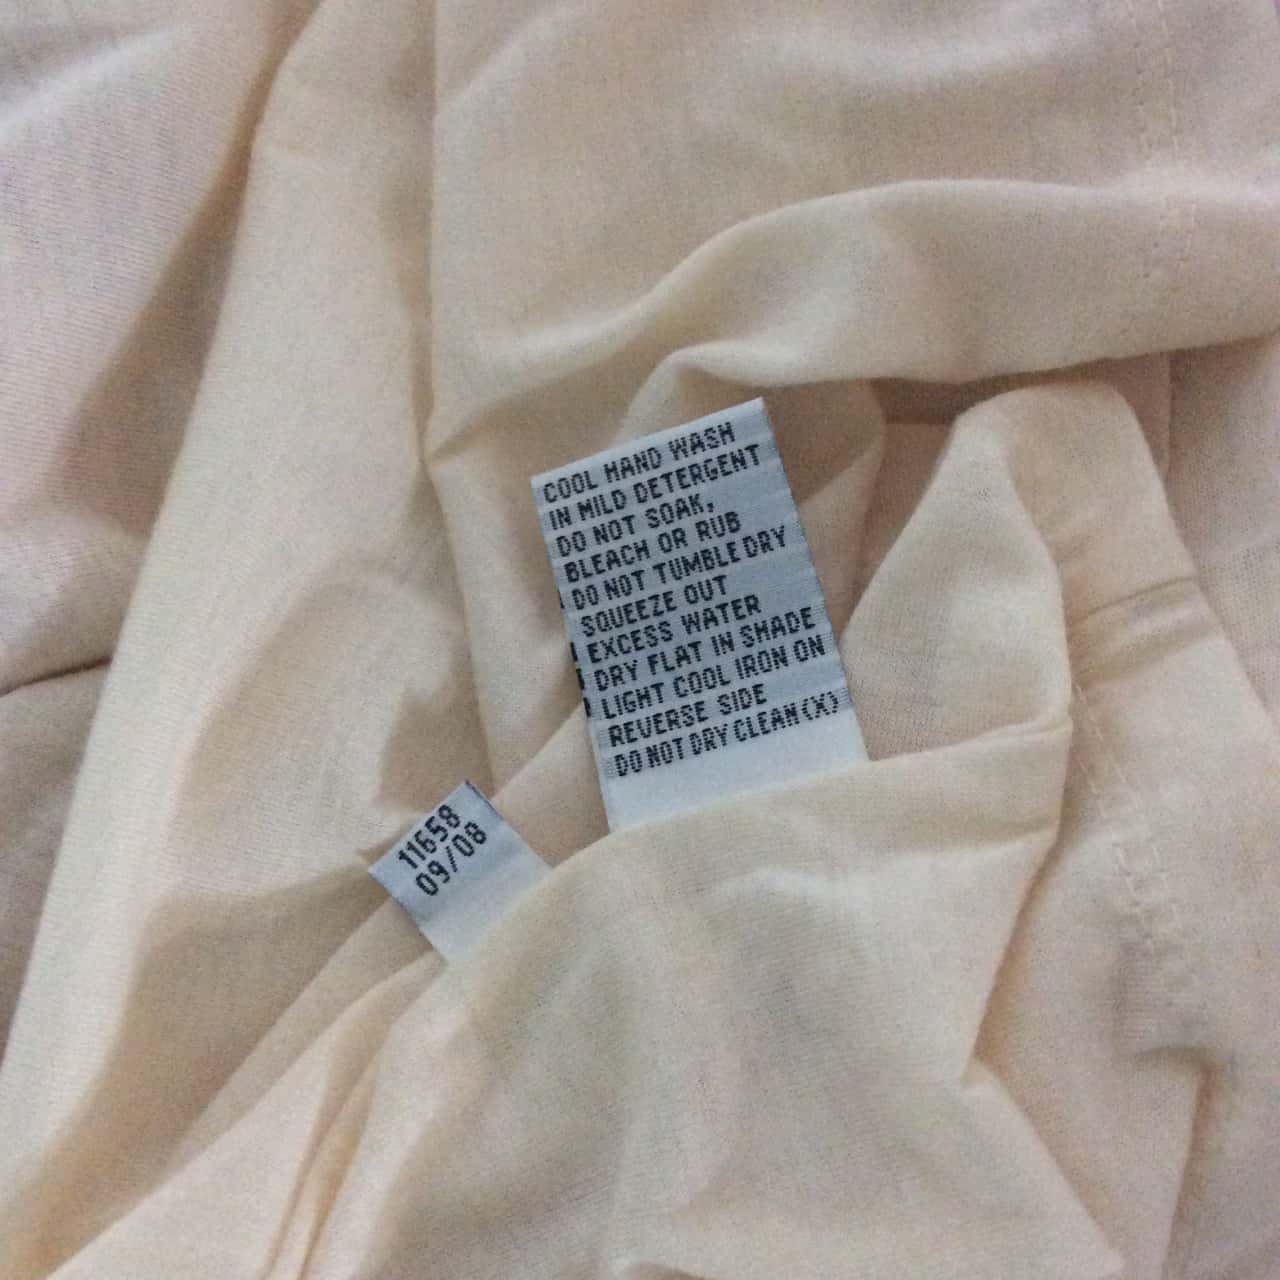 COOL HAND WASH
IN MILD DETERGENT
DO NOT SOAK,
BLEACH OR RUB
DO NOT TUMBLE DRY
SQUEEZE OUT
EXCESS WATER
DRY FLAT IN SHADE
LIGHT COOL IRON ON
REVERSE SIDE
DO NOT DRY CLEAN (X)
11658
09/08